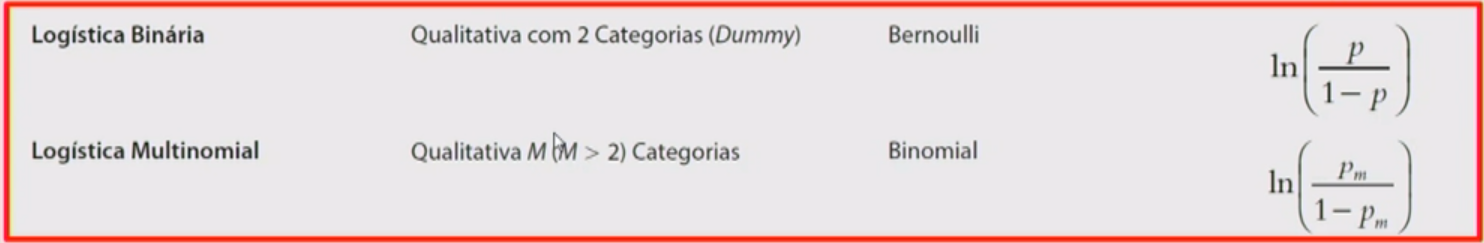 Logística Binária Qualitativa com 2 Categorias (Dummy) Bernoulli ln(p / 1 − p)
Logística Multinomial Qualitativa M (M > 2) Categorias Binomial ln(pm / 1 − pm)